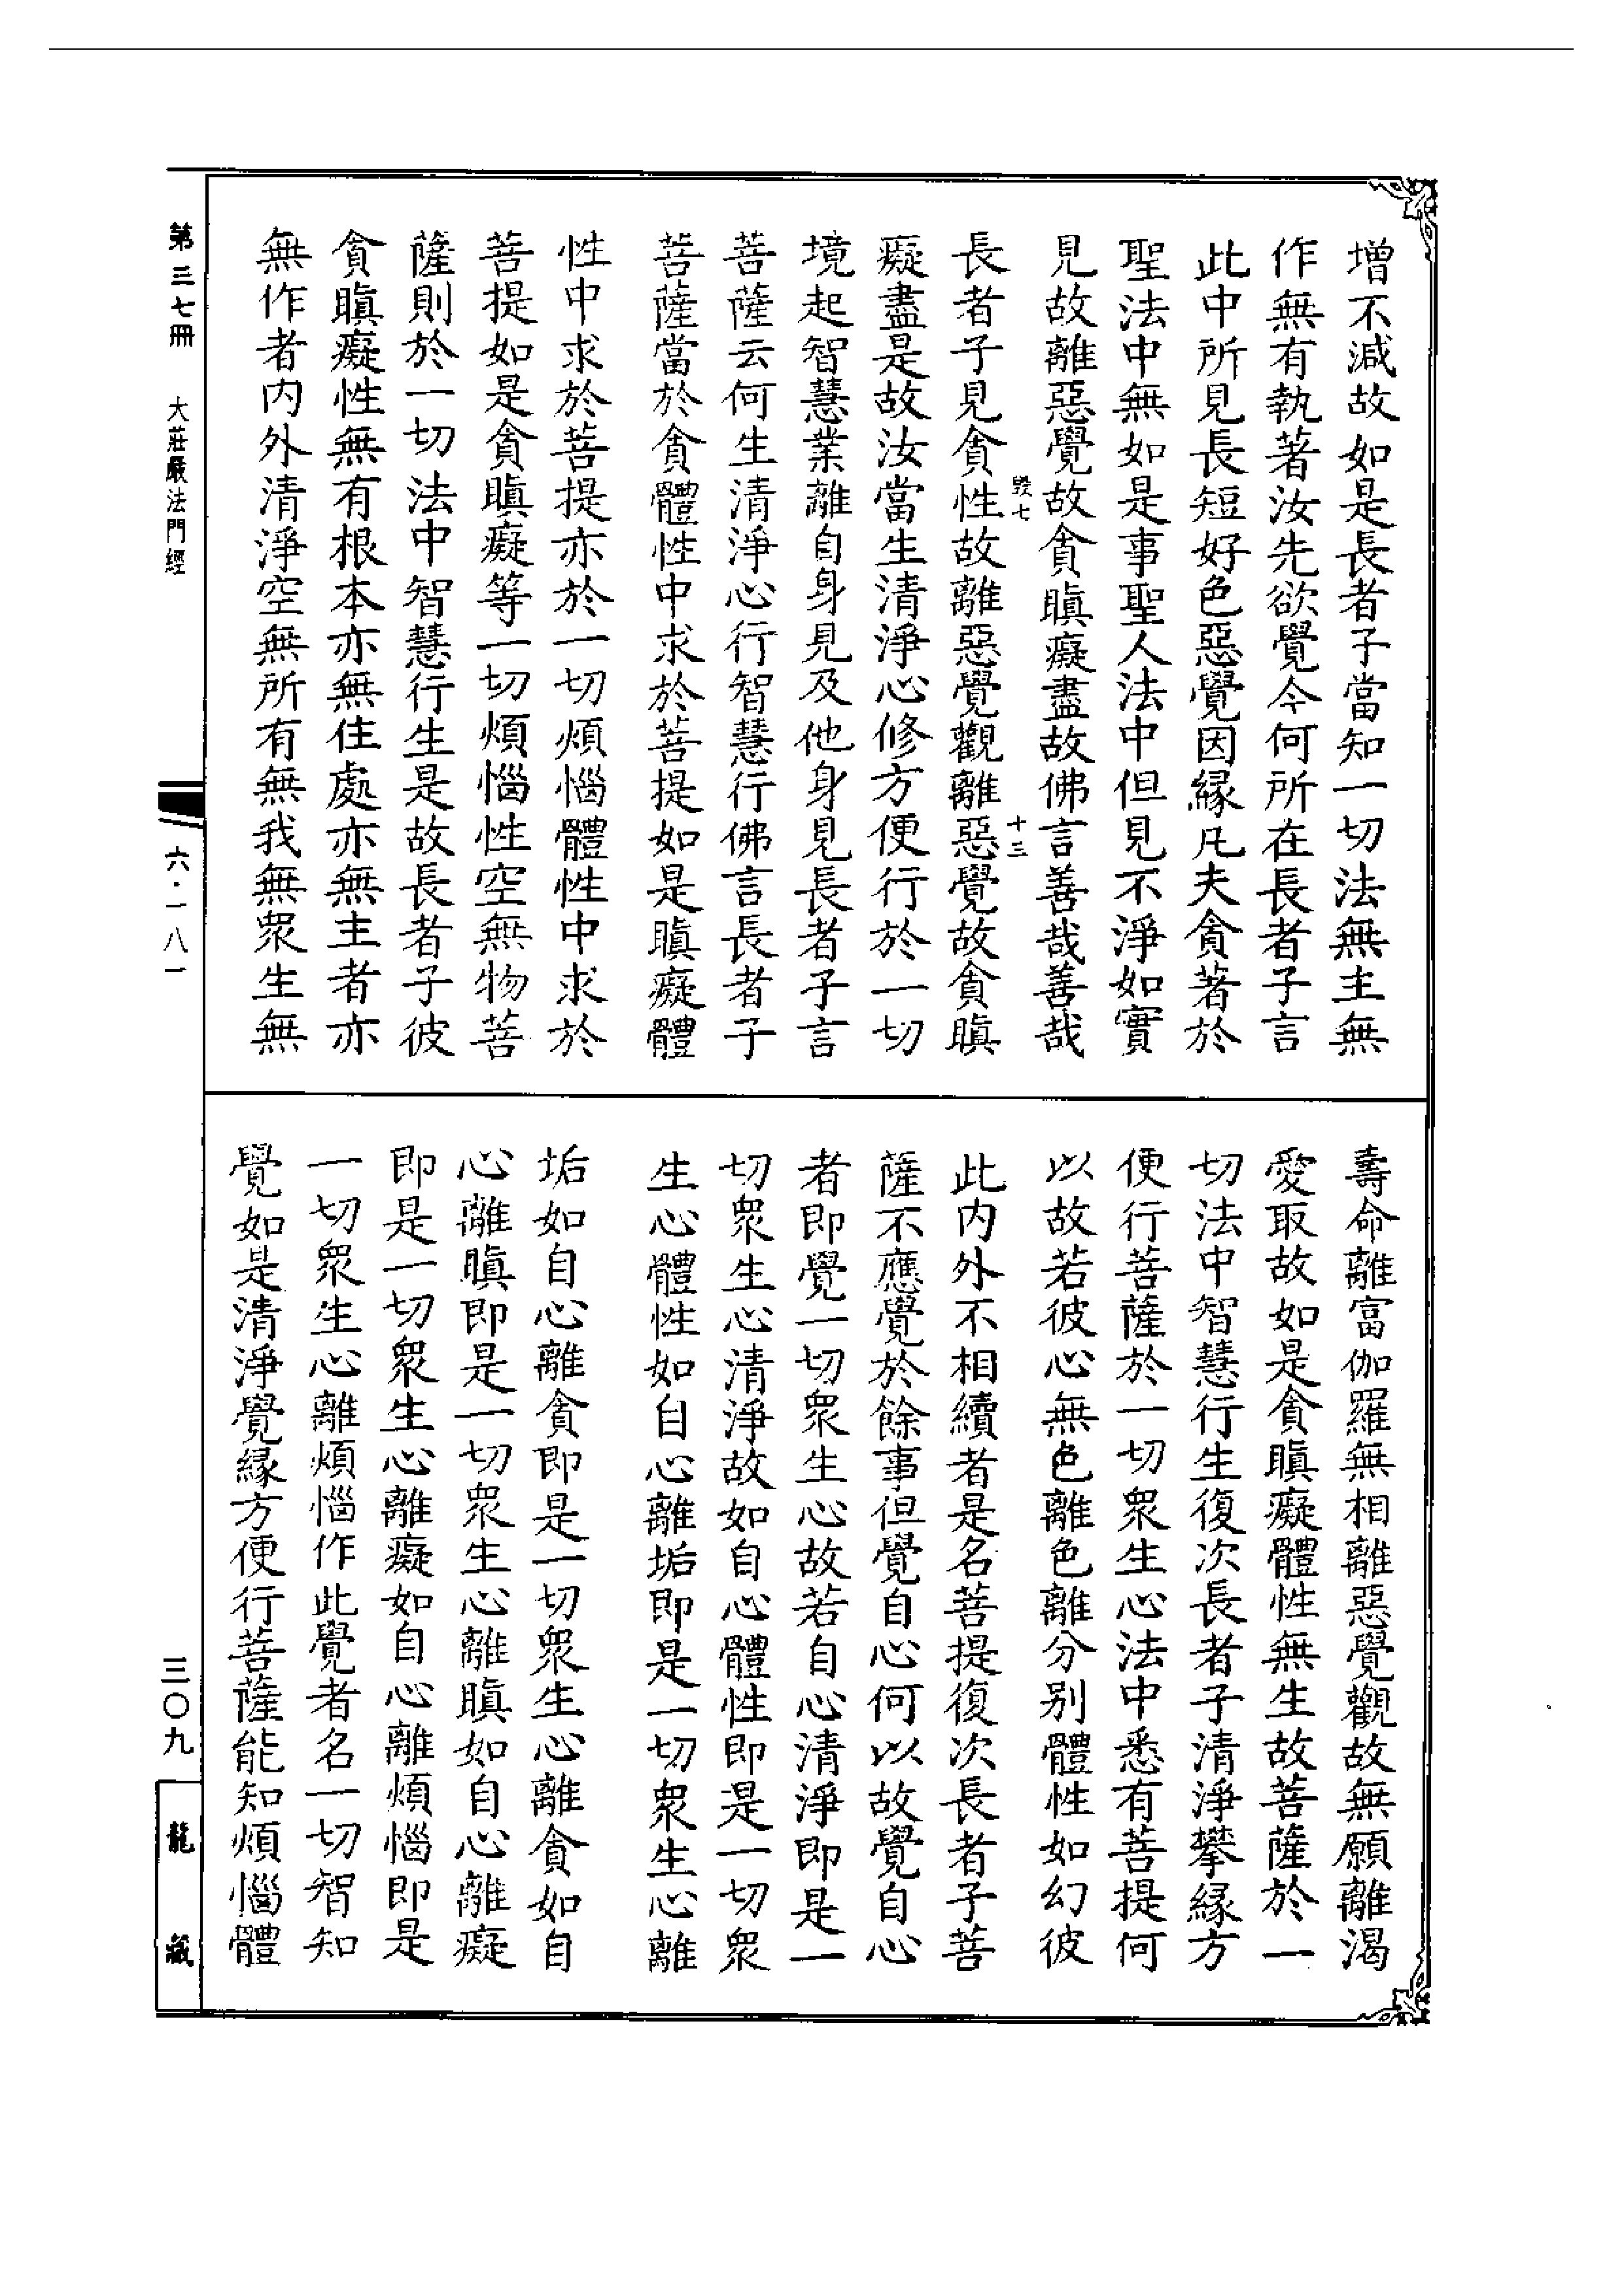 增不減故如是長者子當知一切法無主無
作無有執著汝先欲覺今何所在長者子言
此中所見長短好色惡覺因緣凡夫貪著於
聖法中無如是事聖人法中但見不淨如實
見故離惡覺故貪瞋癡盡故佛言善哉善哉
毀七 十三
長者子見貪性故離惡覺觀離惡覺故貪瞋
癡盡是故汝當生清淨心修方便行於一切
境起智慧業離自身見及他身見長者子言
菩薩云何生清淨心行智慧行佛言長者子
菩薩當於貪體性中求於菩提如是瞋癡體
性中求於菩提亦於一切煩惱體性中求於
菩提如是貪瞋癡等一切煩惱性空無物菩
薩則於一切法中智慧行生是故長者子彼
貪瞋癡性無有根本亦無住處亦無主者亦
無作者內外清淨空無所有無我無眾生無
壽命離富伽羅無相離惡覺觀故無願離渴
愛取故如是貪瞋癡體性無生故菩薩於一
切法中智慧行生復次長者子清淨攀緣方
便行菩薩於一切眾生心法中悉有菩提何
以故若彼心無色離色離分別體性如幻彼
此內外不相續者是名菩提復次長者子菩
薩不應覺於餘事但覺自心何以故覺自心
者即覺一切眾生心故若自心清淨即是一
切眾生心清淨故如自心體性即是一切眾
生心體性如自心離垢即是一切眾生心離
垢如自心離貪即是一切眾生心離貪如自
心離瞋即是一切眾生心離瞋如自心離癡
即是一切眾生心離癡如自心離煩惱即是
一切眾生心離煩惱作此覺者名一切智知
覺如是清淨覺緣方便行菩薩能知煩惱體
第三七冊 大莊嚴法門經
六·一八一
三〇九
龍藏